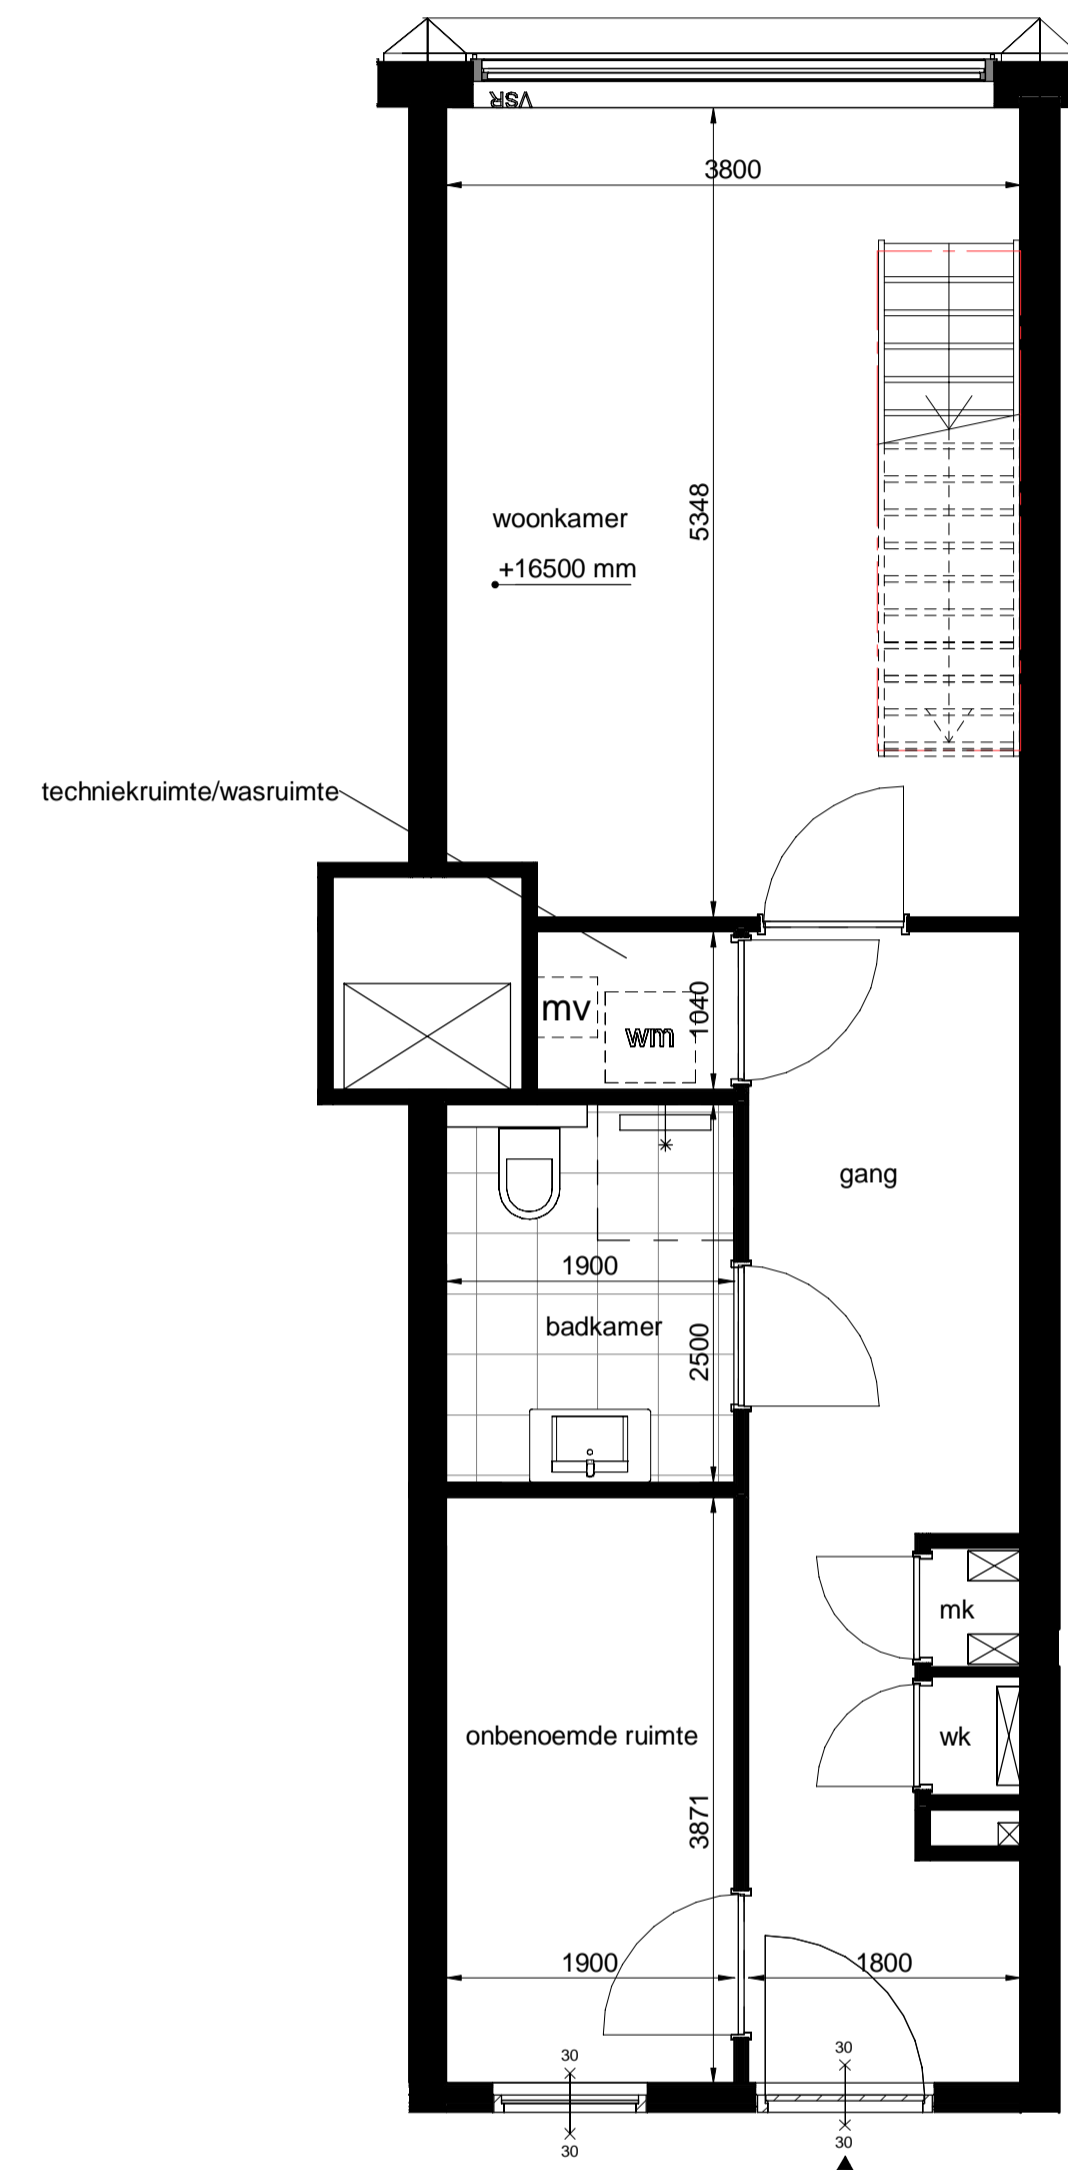 VSR
3800
5348
woonkamer
+16500 mm
techniekruimte/wasruimte
mv
wm
1040
gang
1900
badkamer
2500
mk
onbenoemde ruimte
wk
3871
1900
1800
30
30
30
30